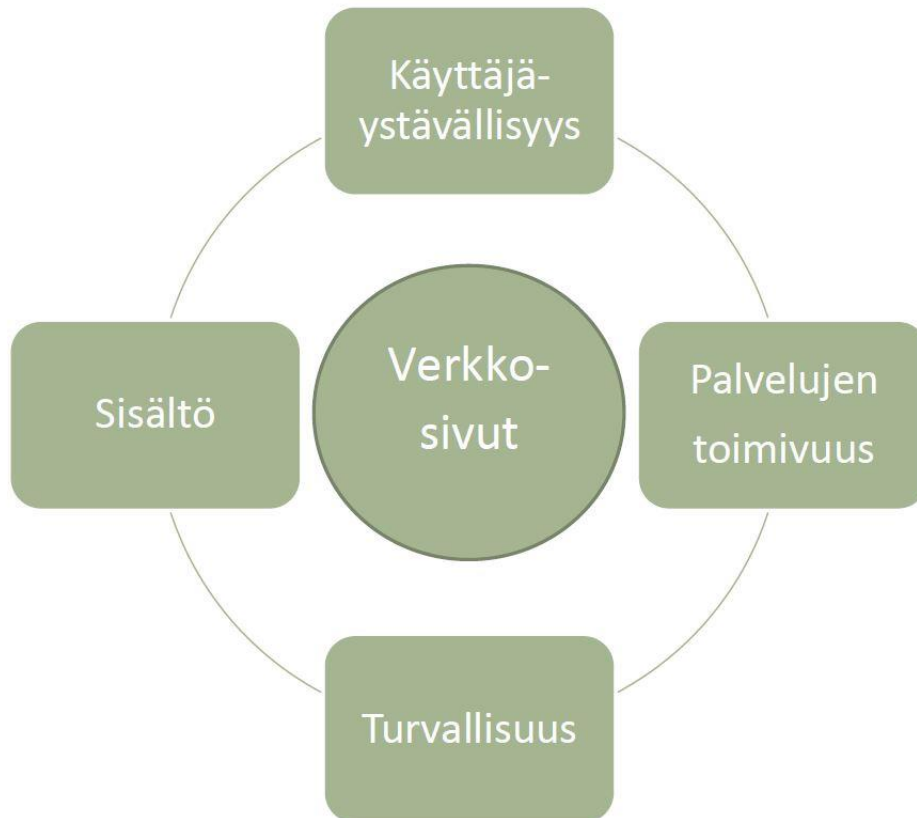 Käyttäjä-
ystävällisyys
Verkko-
sivut
Sisältö
Palvelujen
toimivuus
Turvallisuus